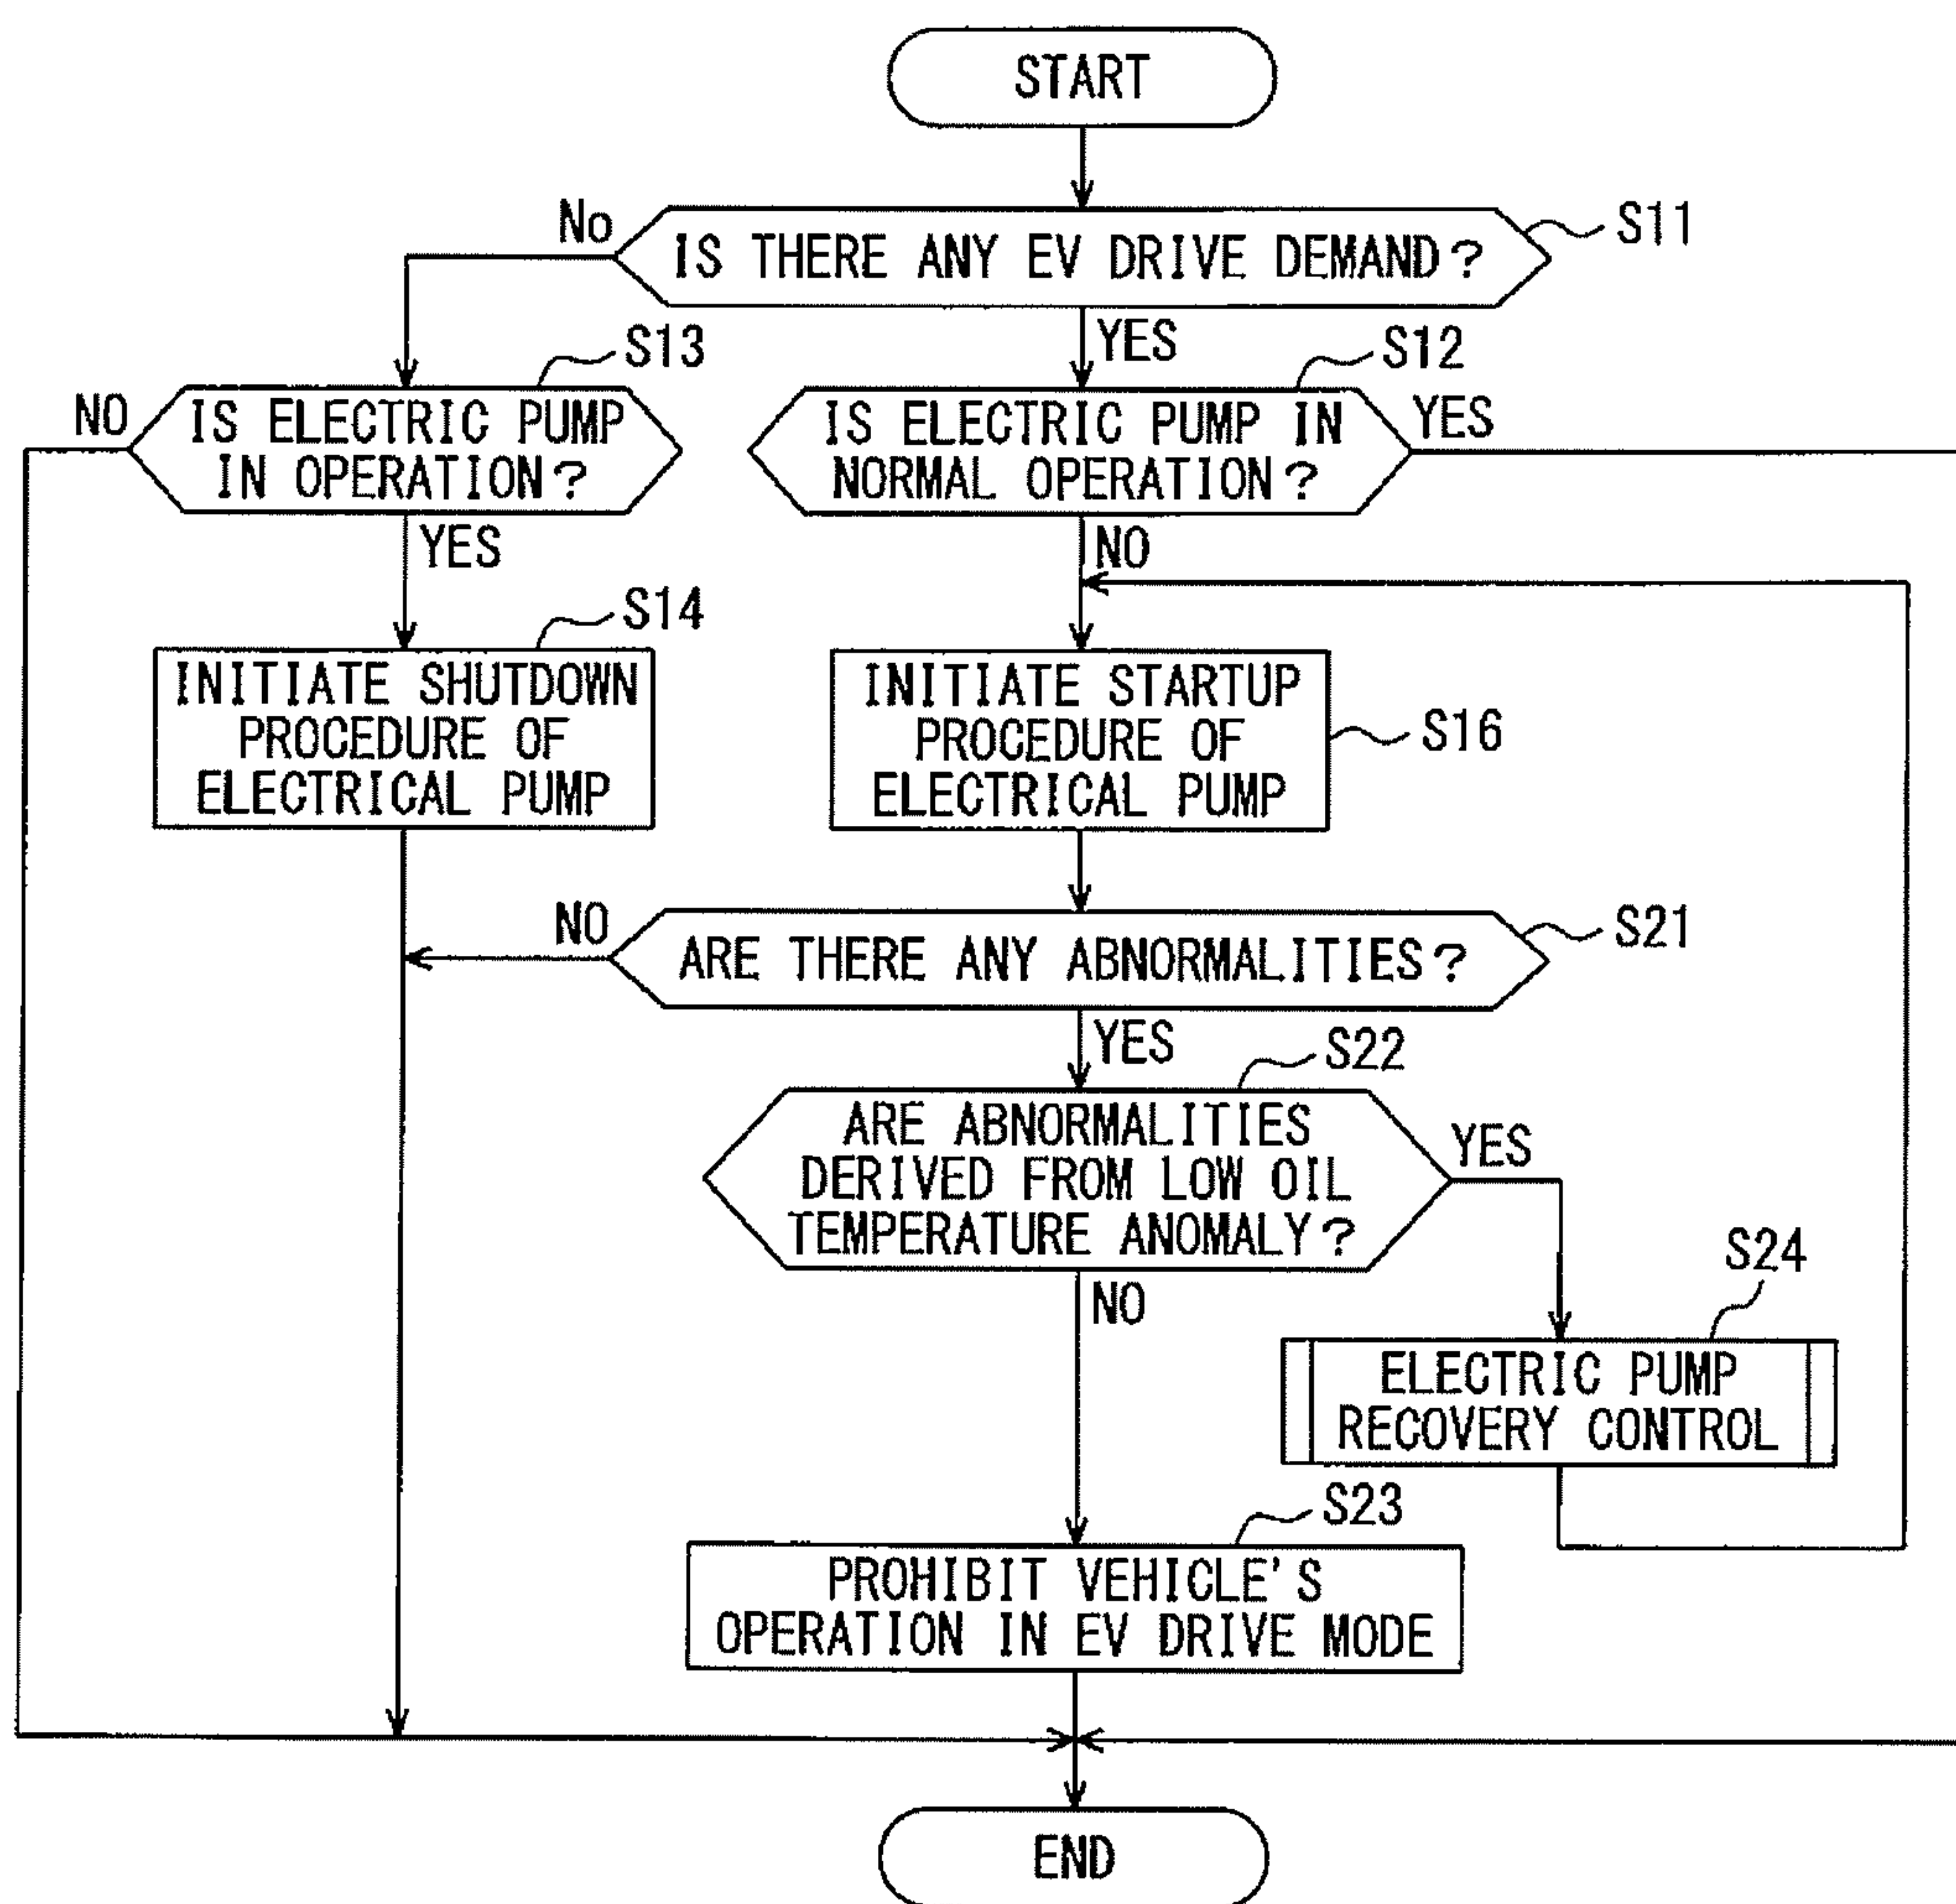 START
No
IS THERE ANY EV DRIVE DEMAND?
S11
YES
S13
S12
NO
IS ELECTRIC PUMP
IN OPERATION?
IS ELECTRIC PUMP IN
NORMAL OPERATION?
YES
YES
NO
S14
INITIATE SHUTDOWN
PROCEDURE OF
ELECTRICAL PUMP
INITIATE STARTUP
PROCEDURE OF
ELECTRICAL PUMP
S16
NO
ARE THERE ANY ABNORMALITIES?
S21
YES
S22
ARE ABNORMALITIES
DERIVED FROM LOW OIL
TEMPERATURE ANOMALY?
YES
NO
S24
ELECTRIC PUMP
RECOVERY CONTROL
S23
PROHIBIT VEHICLE'S
OPERATION IN EV DRIVE MODE
END